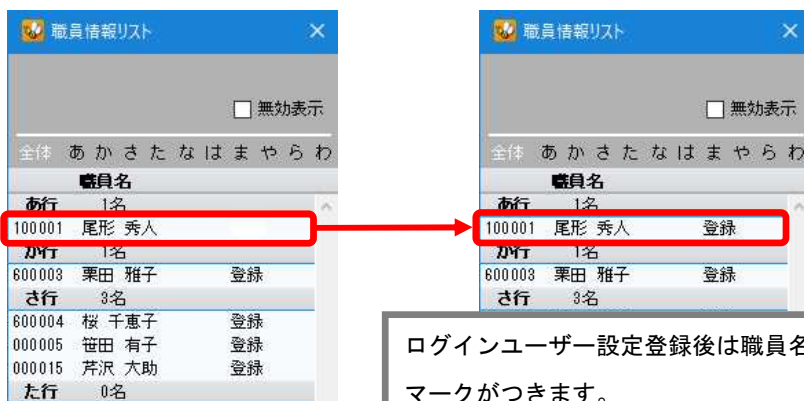 職員情報リスト
無効表示
全体 あ か さ た な は ま や ら わ
職員名
あ行 1名
100001 尾形 秀人
か行 1名
600003 栗田 雅子 登録
さ行 3名
600004 桜 千恵子 登録
000005 笹田 有子 登録
000015 芹沢 大助 登録
た行 0名
職員情報リスト
無効表示
全体 あ か さ た な は ま や ら わ
職員名
あ行 1名
100001 尾形 秀人 登録
か行 1名
600003 栗田 雅子 登録
さ行 3名
ログインユーザー設定登録後は職員名
マークがつきます。